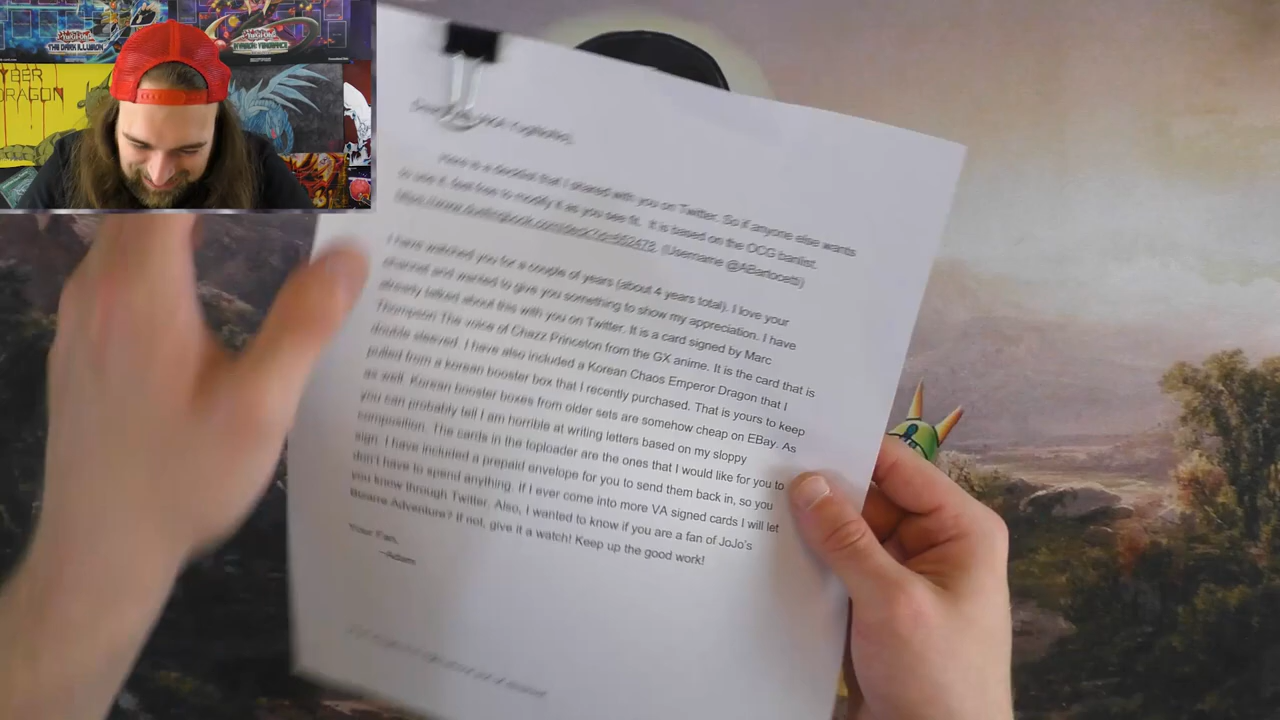 THE DARK ILLUSION
YBER
DRAGON
Here is a decklist that I shared with you on Twitter. So if anyone else wants
to use it, feel free to modify it as you see fit. It is based on the OCG banlist.
(Username @ABartocetti)
I have watched you for a couple of years (about 4 years total). I love your
channel and wanted to give you something to show my appreciation. I have
already talked about this with you on Twitter. It is a card signed by Marc
Thompson The voice of Chazz Princeton from the GX anime. It is the card that is
double sleeved. I have also included a Korean Chaos Emperor Dragon that I
pulled from a korean booster box that I recently purchased. That is yours to keep
as well. Korean booster boxes from older sets are somehow cheap on EBay. As
you can probably tell I am horrible at writing letters based on my sloppy
composition. The cards in the toploader are the ones that I would like for you to
sign. I have included a prepaid envelope for you to send them back in, so you
don't have to spend anything. If I ever come into more VA signed cards I will let
you know through Twitter. Also, I wanted to know if you are a fan of JoJo's
Bizarre Adventure? If not, give it a watch! Keep up the good work!
Your Fan,
~Adam